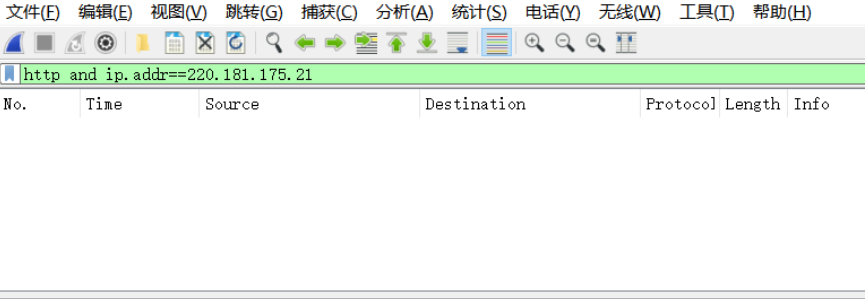 文件(F) 编辑(E) 视图(V) 跳转(G) 捕获(C) 分析(A) 统计(S) 电话(Y) 无线(W) 工具(T) 帮助(H)
http and ip.addr==220.181.175.21
No. Time Source Destination Protocol Length Info